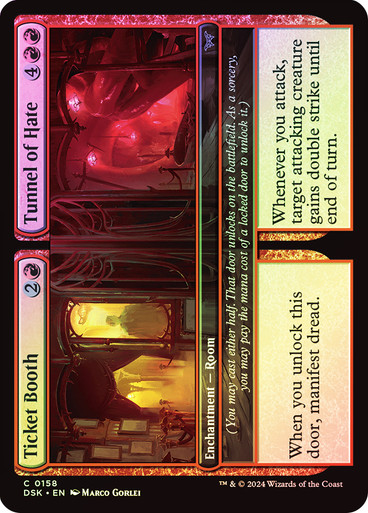 Ticket Booth 2
When you unlock this
door, manifest dread.
Tunnel of Hate 4
Whenever you attack,
target attacking creature
gains double strike until
end of turn.
Enchantment – Room
(You may cast either half. That door unlocks on the battlefield. As a sorcery,
you may pay the mana cost of a locked door to unlock it.)
C 0158
DSK • EN Marco Gorlei
™ & © 2024 Wizards of the Coast